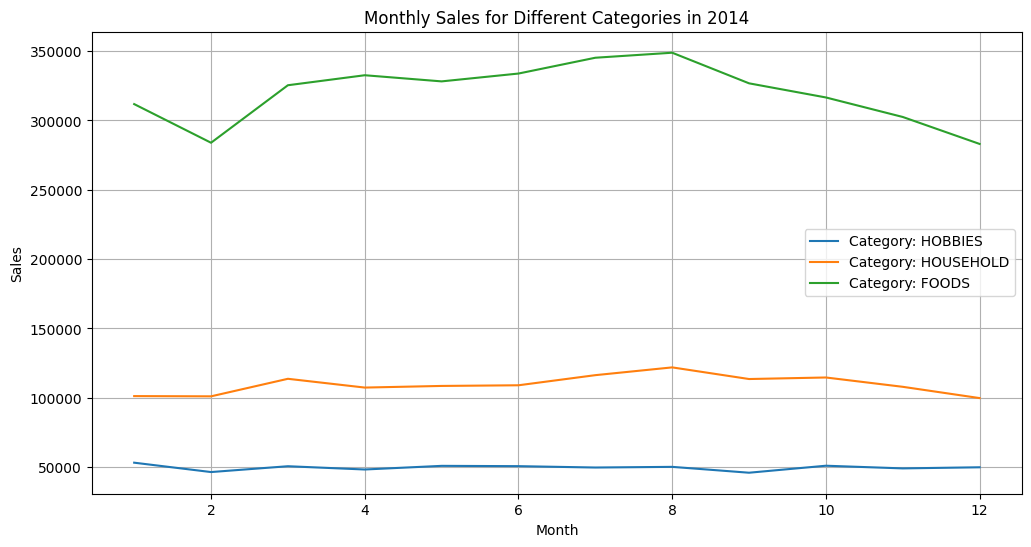 Monthly Sales for Different Categories in 2014
350000
300000
250000
200000
150000
100000
50000
Sales
Category: HOBBIES
Category: HOUSEHOLD
Category: FOODS
2 4 6 8 10 12
Month